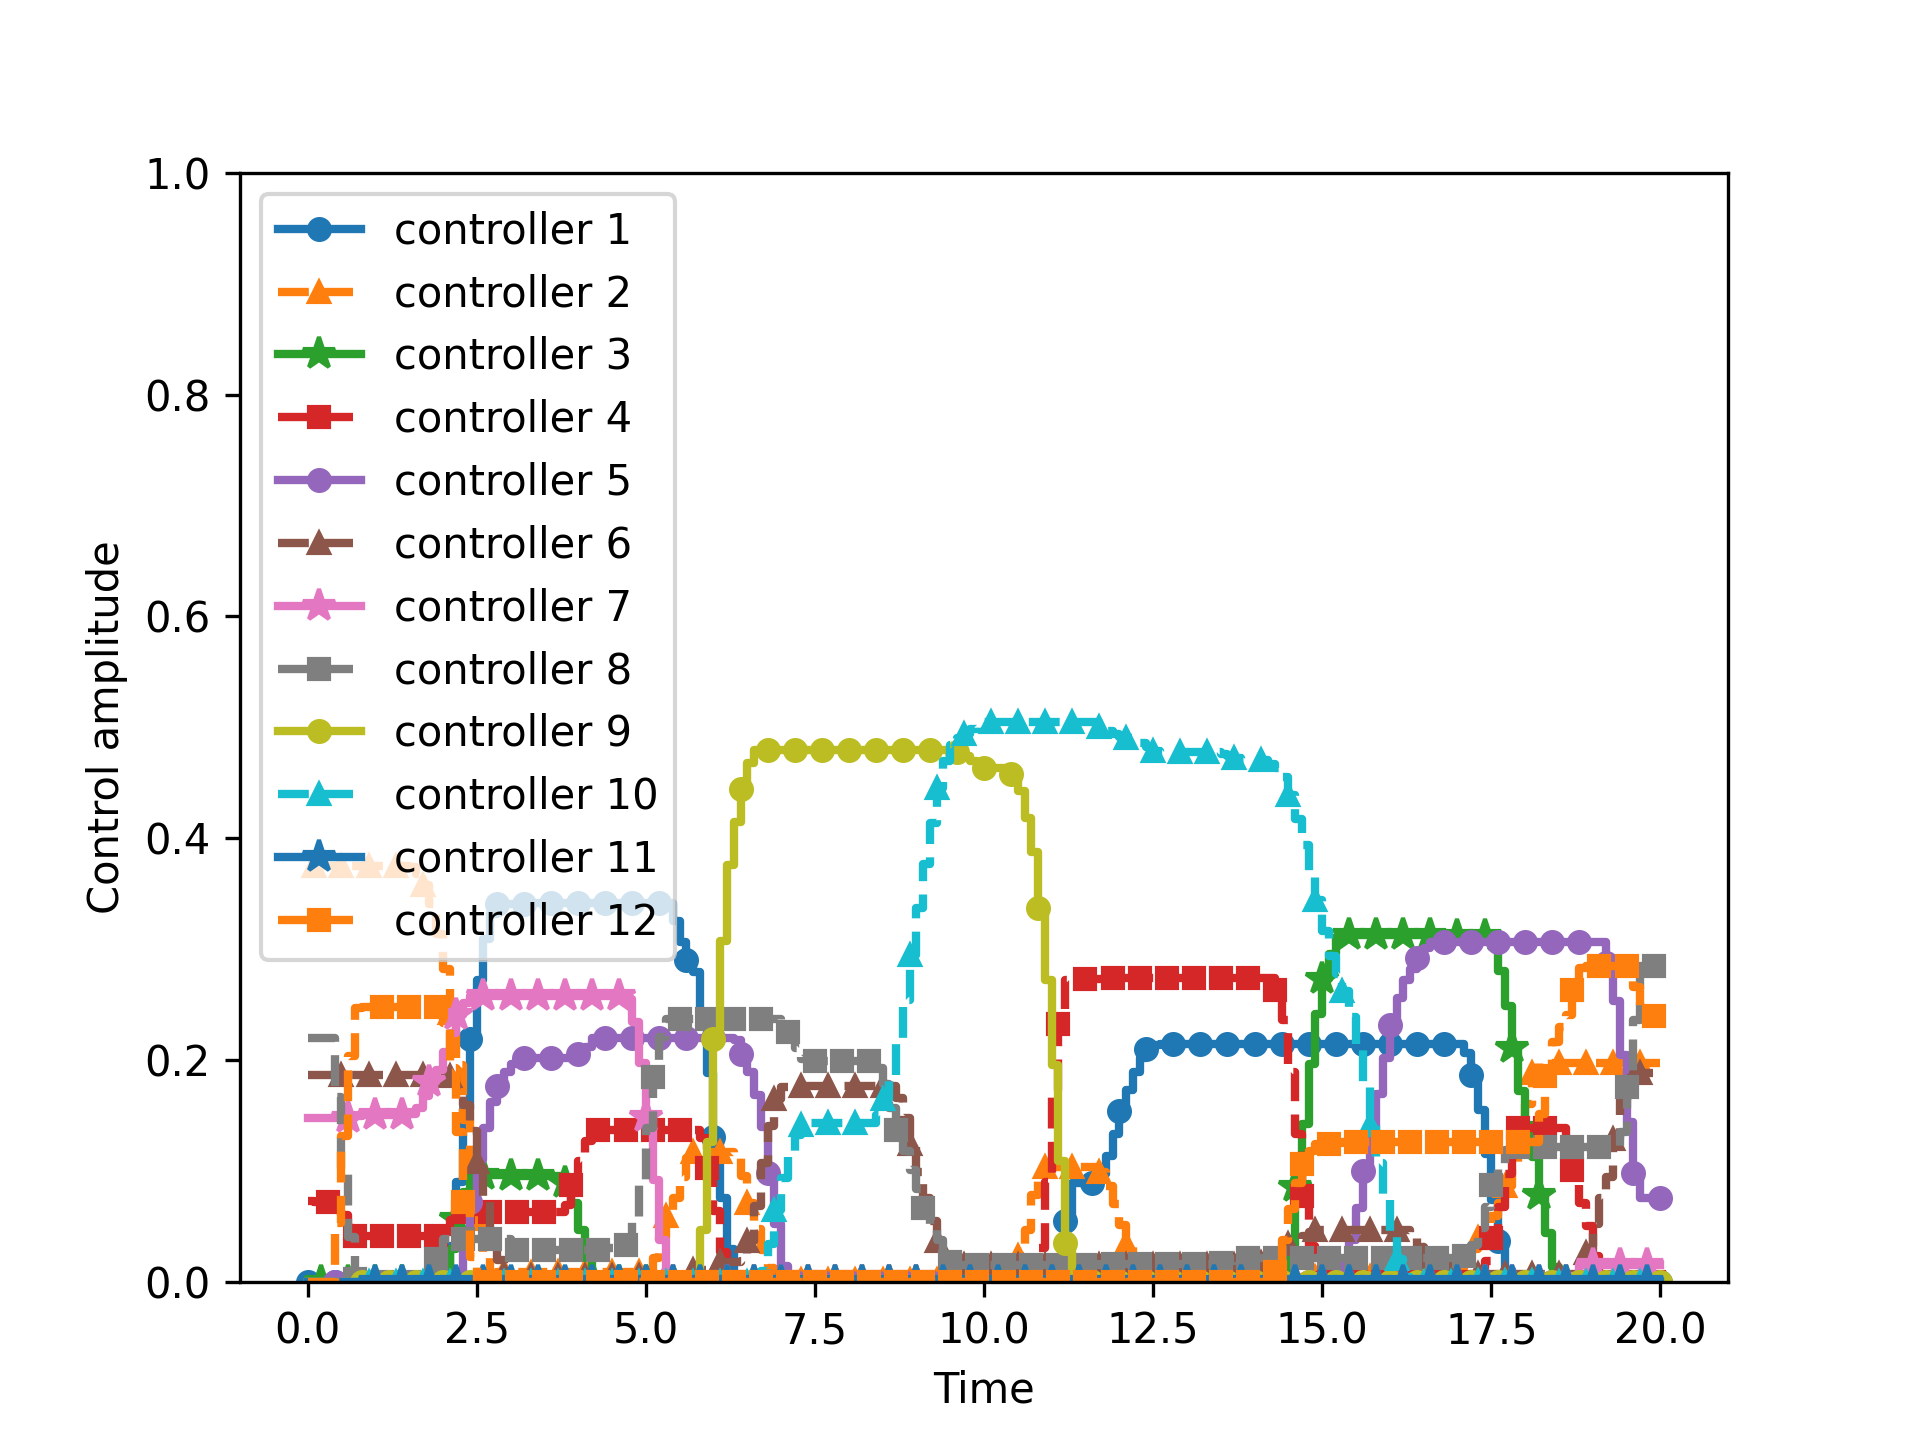 1.0
0.8
0.6
0.4
0.2
0.0
Control amplitude
controller 1
controller 2
controller 3
controller 4
controller 5
controller 6
controller 7
controller 8
controller 9
controller 10
controller 11
controller 12
0.0 2.5 5.0 7.5 10.0 12.5 15.0 17.5 20.0
Time